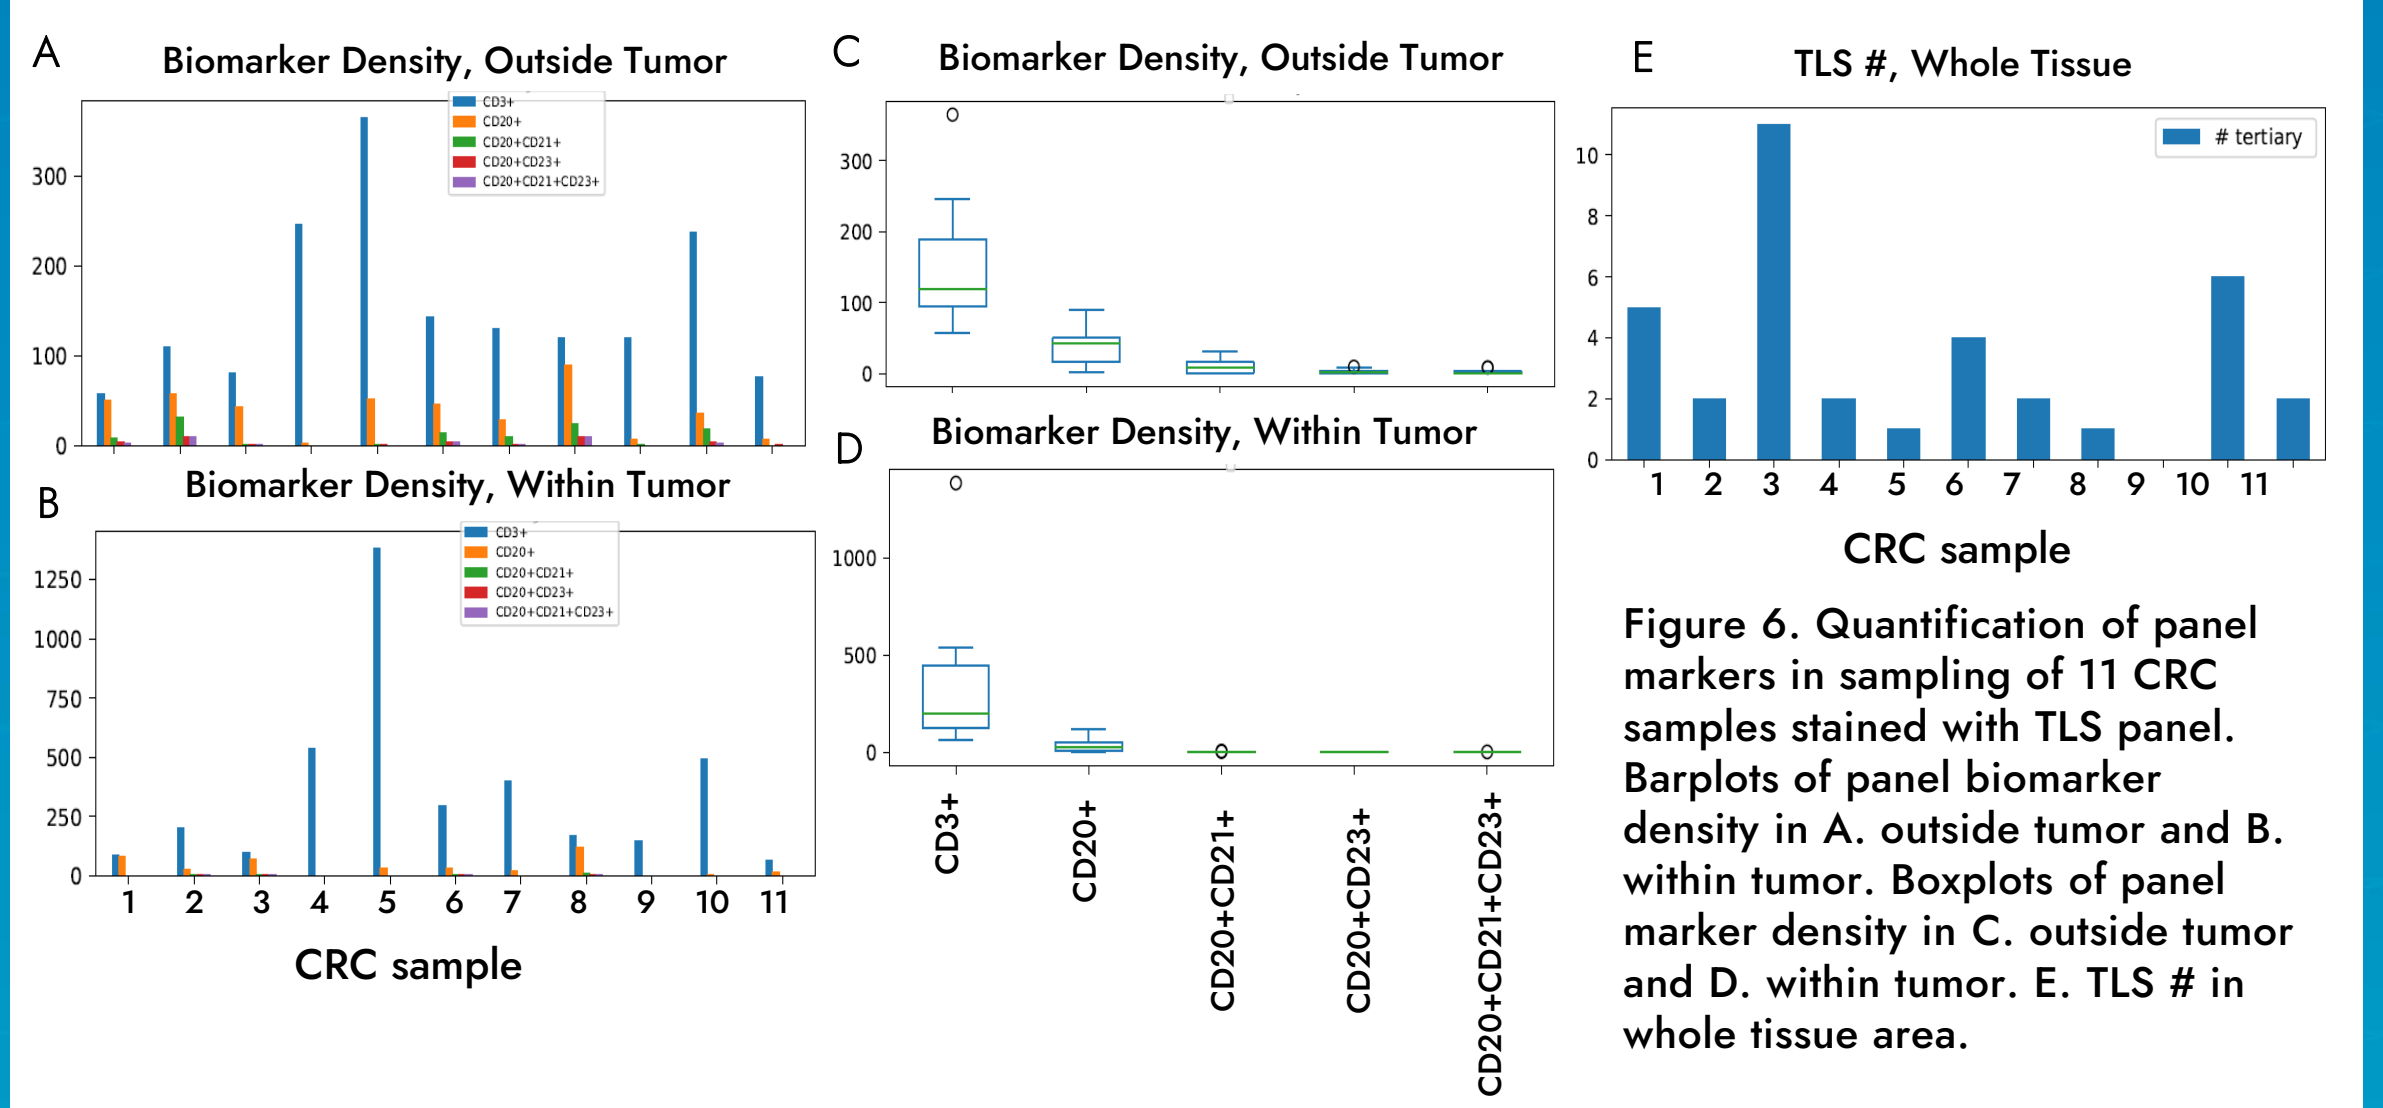 A
Biomarker Density, Outside Tumor
CD3+
CD20+
CD20+CD21+
CD20+CD23+
CD20+CD21+CD23+
300
200
100
0
B
Biomarker Density, Within Tumor
CD3+
CD20+
CD20+CD21+
CD20+CD23+
CD20+CD21+CD23+
1250
1000
750
500
250
0
1 2 3 4 5 6 7 8 9 10 11
CRC sample
C
Biomarker Density, Outside Tumor
300
200
100
0
D
Biomarker Density, Within Tumor
1000
500
0
CD3+
CD20+
CD20+CD21+
CD20+CD23+
CD20+CD21+CD23+
E
TLS #, Whole Tissue
# tertiary
10
8
6
4
2
0
1 2 3 4 5 6 7 8 9 10 11
CRC sample
Figure 6. Quantification of panel
markers in sampling of 11 CRC
samples stained with TLS panel.
Barplots of panel biomarker
density in A. outside tumor and B.
within tumor. Boxplots of panel
marker density in C. outside tumor
and D. within tumor. E. TLS # in
whole tissue area.